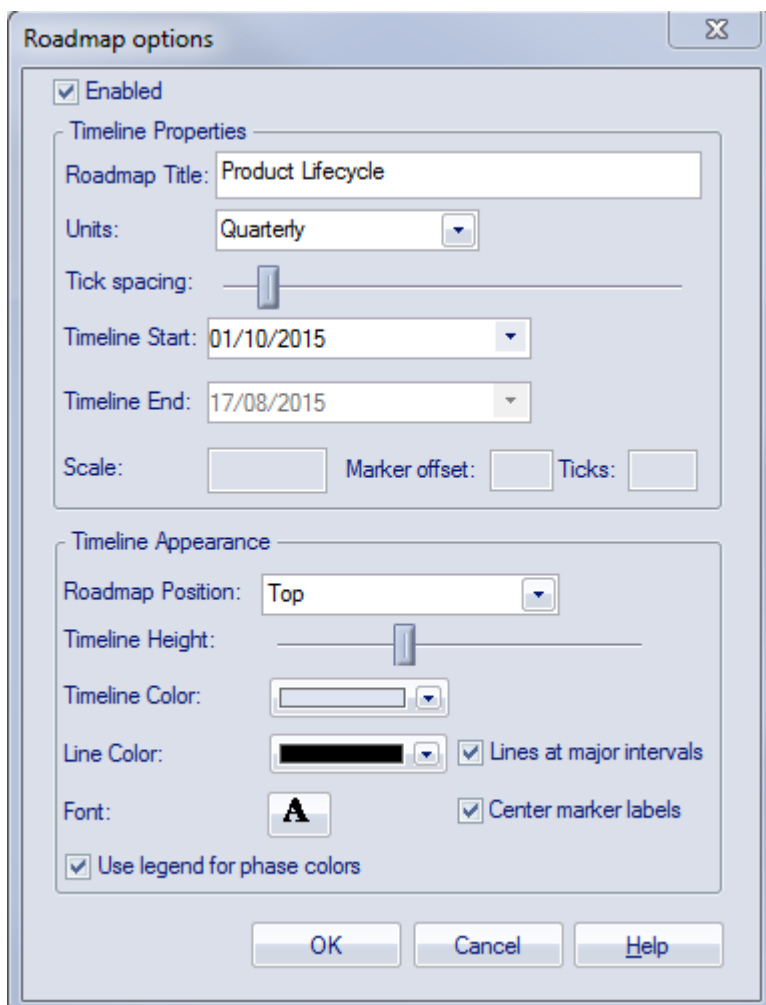 Roadmap options
Enabled
Timeline Properties
Roadmap Title: Product Lifecycle
Units: Quarterly
Tick spacing:
Timeline Start: 01/10/2015
Timeline End: 17/08/2015
Scale: Marker offset: Ticks:
Timeline Appearance
Roadmap Position: Top
Timeline Height:
Timeline Color:
Line Color: Lines at major intervals
Font: A Center marker labels
Use legend for phase colors
OK Cancel Help